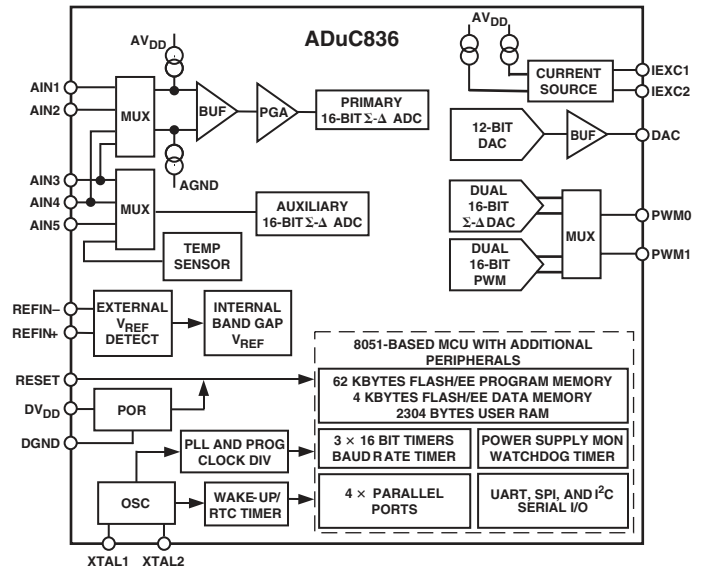 ADuC836
AVDD
AIN1
AIN2
MUX
BUF
PGA
PRIMARY
16-BIT Σ-Δ ADC
AGND
AIN3
AIN4
AIN5
MUX
AUXILIARY
16-BIT Σ-Δ ADC
TEMP
SENSOR
AVDD
CURRENT
SOURCE
IEXC1
IEXC2
12-BIT
DAC
BUF
DAC
DUAL
16-BIT
Σ-Δ DAC
DUAL
16-BIT
PWM
MUX
PWM0
PWM1
REFIN–
REFIN+
EXTERNAL
VREF
DETECT
INTERNAL
BAND GAP
VREF
RESET
DVDD
DGND
POR
PLL AND PROG
CLOCK DIV
OSC
WAKE-UP/
RTC TIMER
XTAL1
XTAL2
8051-BASED MCU WITH ADDITIONAL
PERIPHERALS
62 KBYTES FLASH/EE PROGRAM MEMORY
4 KBYTES FLASH/EE DATA MEMORY
2304 BYTES USER RAM
3 × 16 BIT TIMERS
BAUD RATE TIMER
POWER SUPPLY MON
WATCHDOG TIMER
4 × PARALLEL
PORTS
UART, SPI, AND I²C
SERIAL I/O